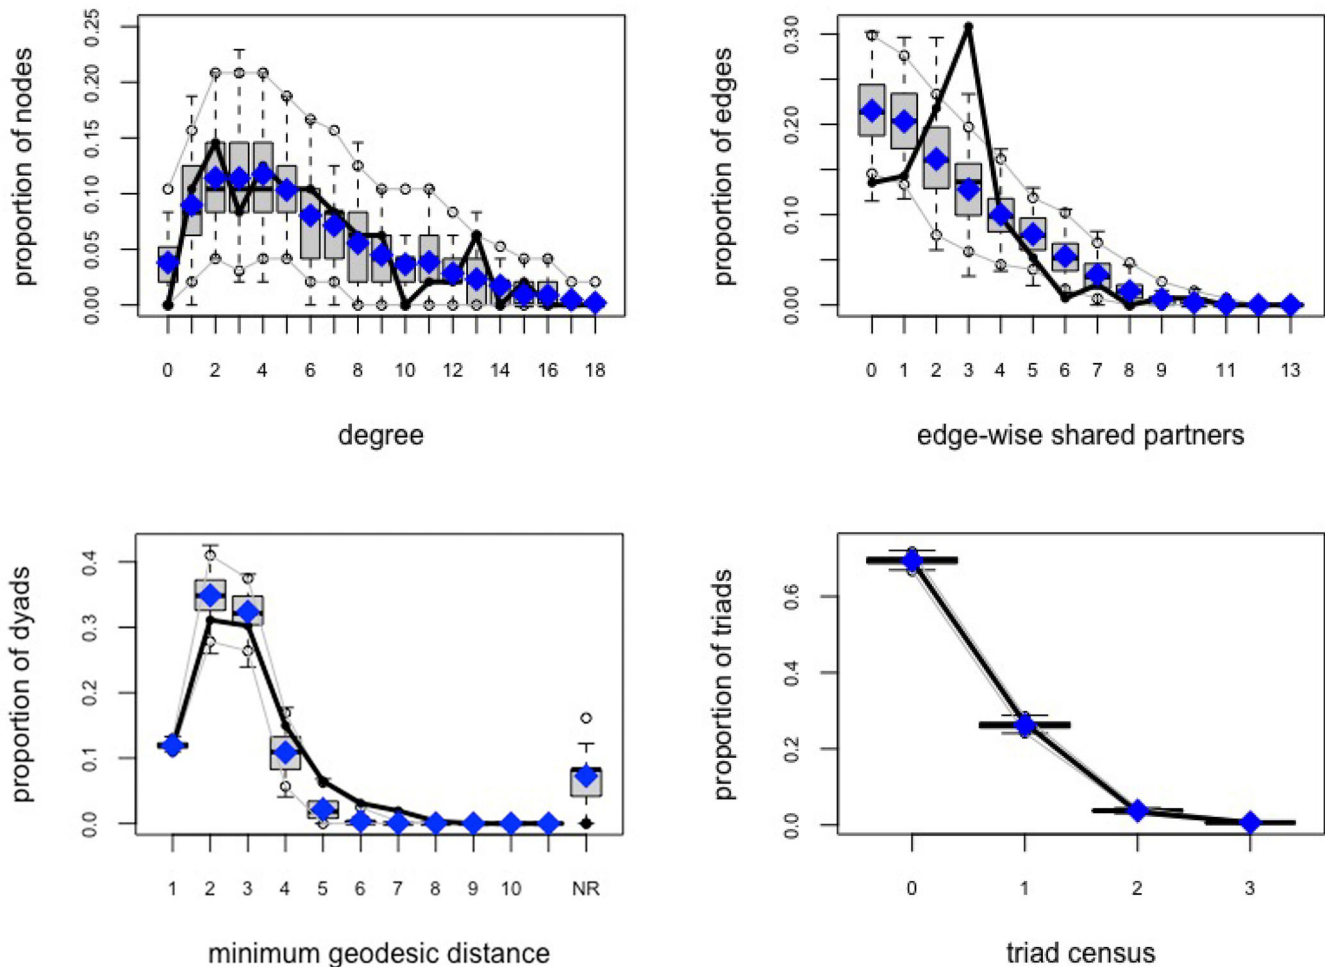 proportion of nodes
0.00 0.05 0.10 0.15 0.20 0.25
0 2 4 6 8 10 12 14 16 18
degree
proportion of edges
0.00 0.10 0.20 0.30
0 1 2 3 4 5 6 7 8 9 11 13
edge-wise shared partners
proportion of dyads
0.0 0.1 0.2 0.3 0.4
1 2 3 4 5 6 7 8 9 10 NR
minimum geodesic distance
proportion of triads
0.0 0.2 0.4 0.6
0 1 2 3
triad census